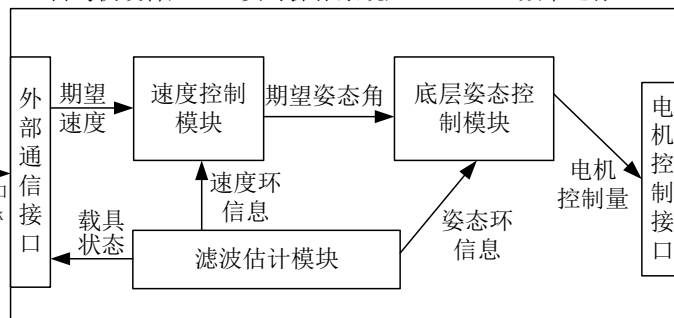 外部通信接口
期望
速度
速度控制
模块
期望姿态角
底层姿态控
制模块
电机控制接口
电机
控制量
速度环
信息
载具
状态
姿态环
信息
滤波估计模块